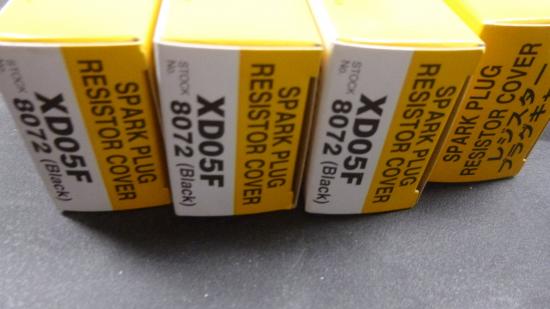 SPARK PLUG
RESISTOR COVER
XD05F
STOCK
No.
8072 (Black)
SPARK PLUG
RESISTOR COVER
XD05F
STOCK
No.
8072 (Black)
SPARK PLUG
RESISTOR COVER
XD05F
STOCK
No.
8072 (Black)
SPARK PLUG
RESISTOR COVER
レジスター
プラグキャ